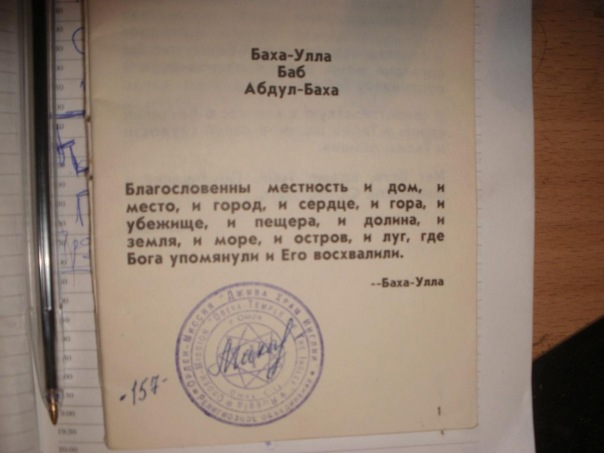 Баха-Улла
Баб
Абдул-Баха
Благословенны местность и дом, и
место, и город, и сердце, и гора, и
убежище, и пещера, и долина, и
земля, и море, и остров, и луг, где
Бога упомянули и Его восхвалили.
--Баха-Улла
г. Омск
-157-
1